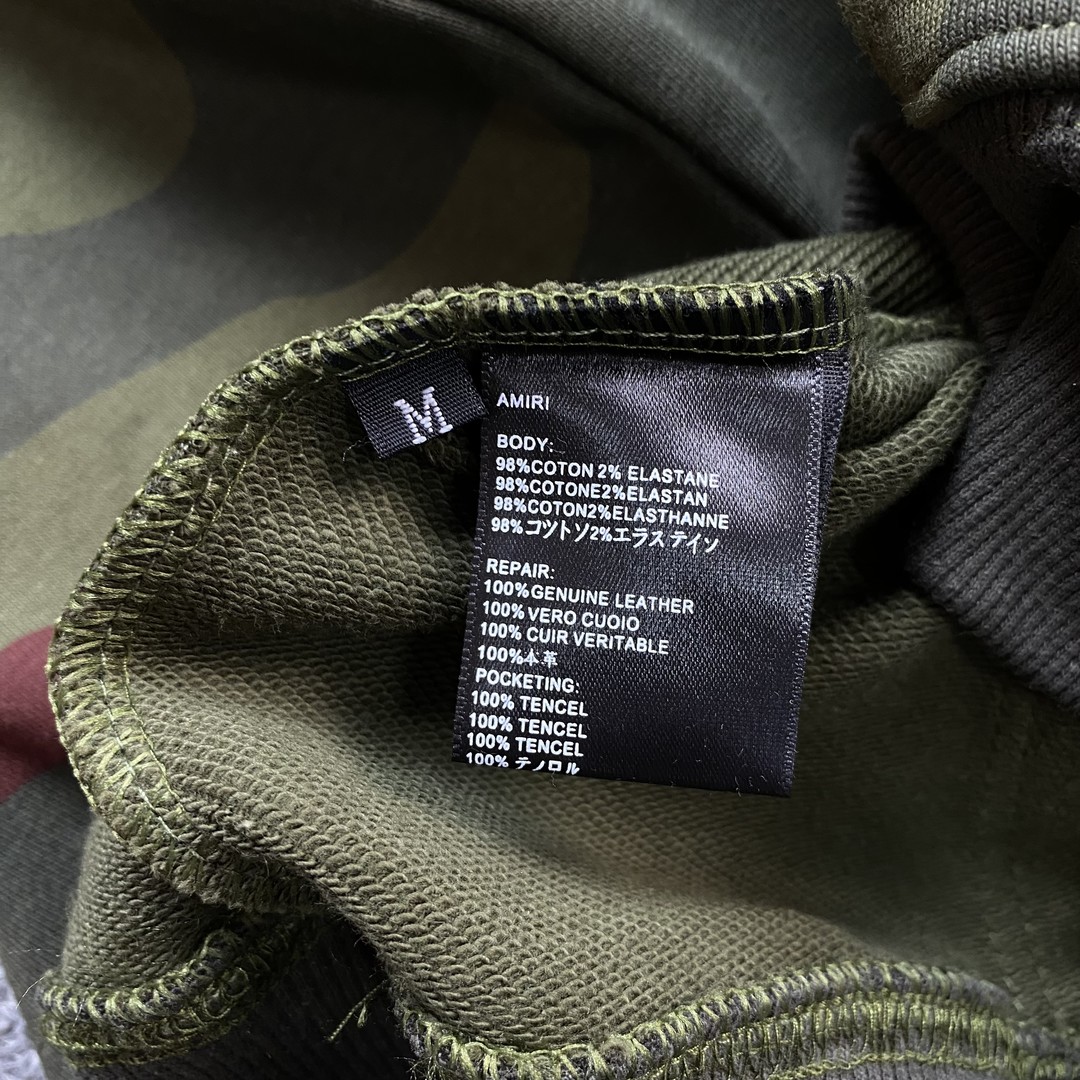 M
AMIRI
BODY:
98%COTON 2% ELASTANE
98%COTONE2%ELASTAN
98%COTON2%ELASTHANNE
98%コツトソ2%エラステイソ
REPAIR:
100%GENUINE LEATHER
100% VERO CUOIO
100% CUIR VERITABLE
100%本革
POCKETING:
100% TENCEL
100% TENCEL
100% TENCEL
100% テノロル